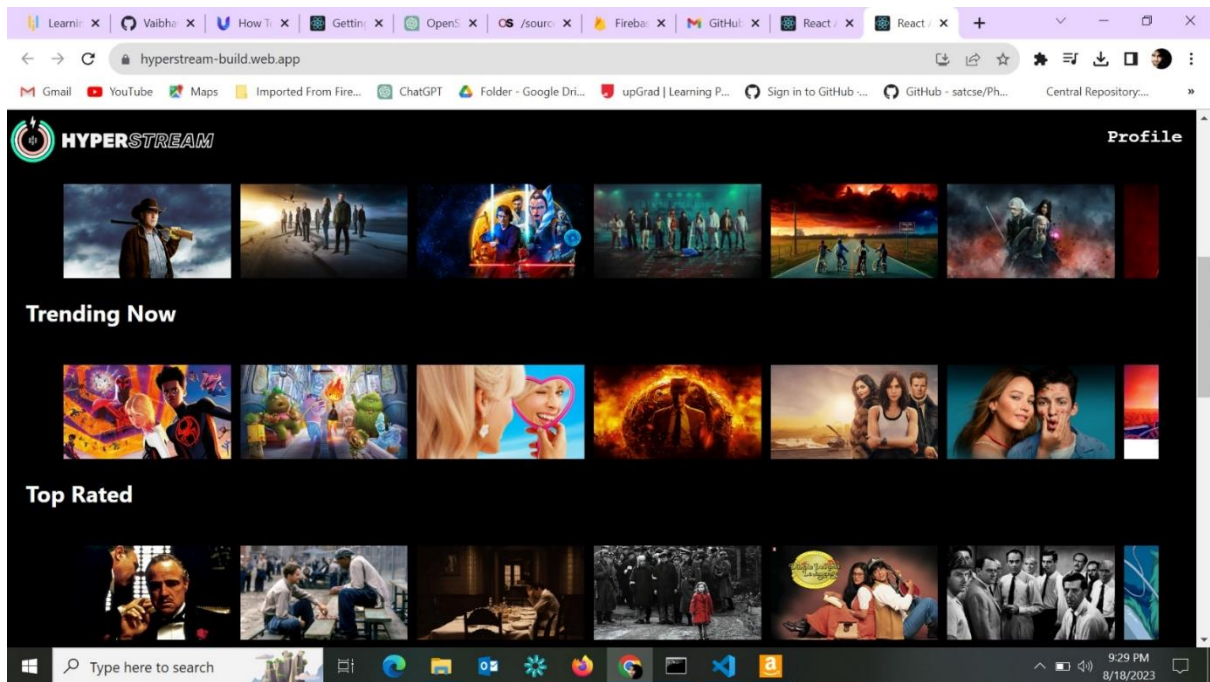 Learnin
Vaibha
How To
Getting
OpenS
OS /sourc
Firebas
GitHub
React
React
hyperstream-build.web.app
Gmail
YouTube
Maps
Imported From Fire...
ChatGPT
Folder - Google Dri...
upGrad | Learning P...
Sign in to GitHub -...
GitHub - satcse/Ph...
Central Repository:...
»
HYPERSTREAM
Profile
Trending Now
Top Rated
Type here to search
9:29 PM
8/18/2023